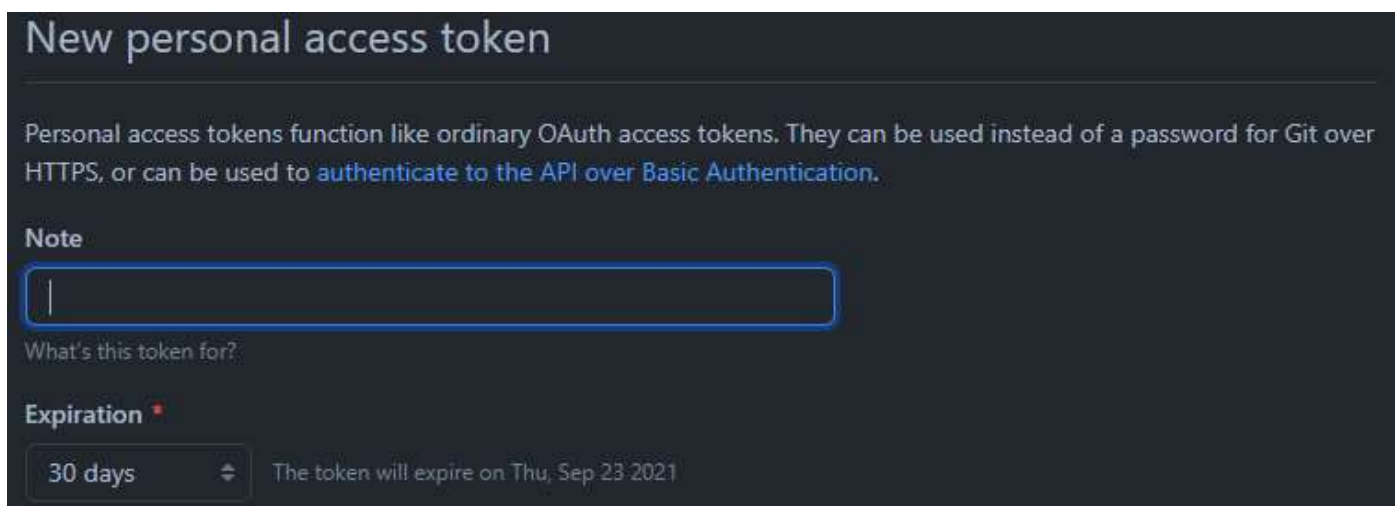 New personal access token
Personal access tokens function like ordinary OAuth access tokens. They can be used instead of a password for Git over
HTTPS, or can be used to authenticate to the API over Basic Authentication.
Note
What's this token for?
Expiration *
30 days The token will expire on Thu, Sep 23 2021